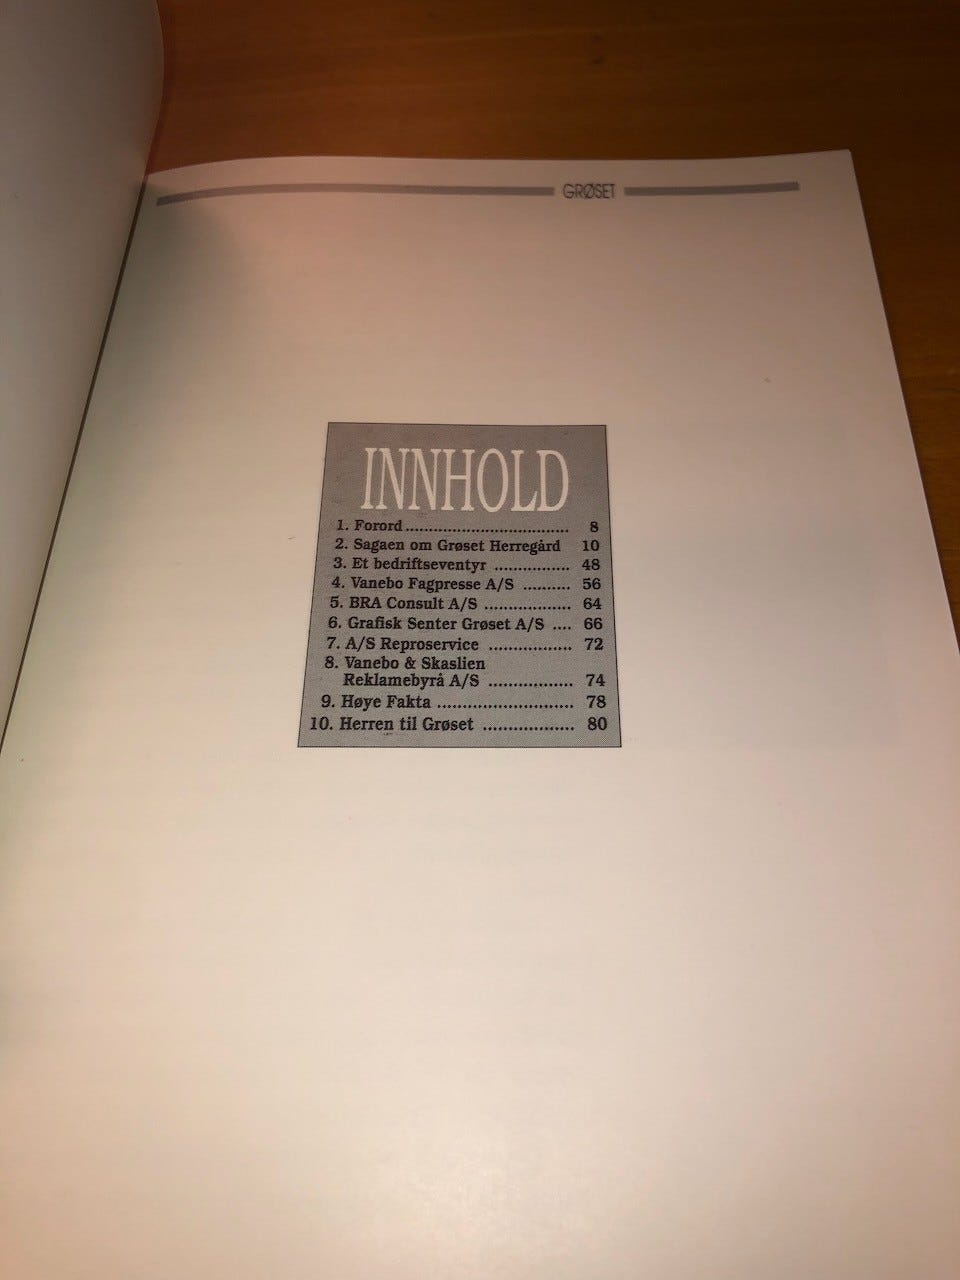 GRØSET
INNHOLD
1. Forord ................................. 8
2. Sagaen om Grøset Herregård 10
3. Et bedriftseventyr ................ 48
4. Vanebo Fagpresse A/S .......... 56
5. BRA Consult A/S .................. 64
6. Grafisk Senter Grøset A/S .... 66
7. A/S Reproservice ................. 72
8. Vanebo & Skaslien
Reklamebyrå A/S ................. 74
9. Høye Fakta ........................... 78
10. Herren til Grøset .................. 80